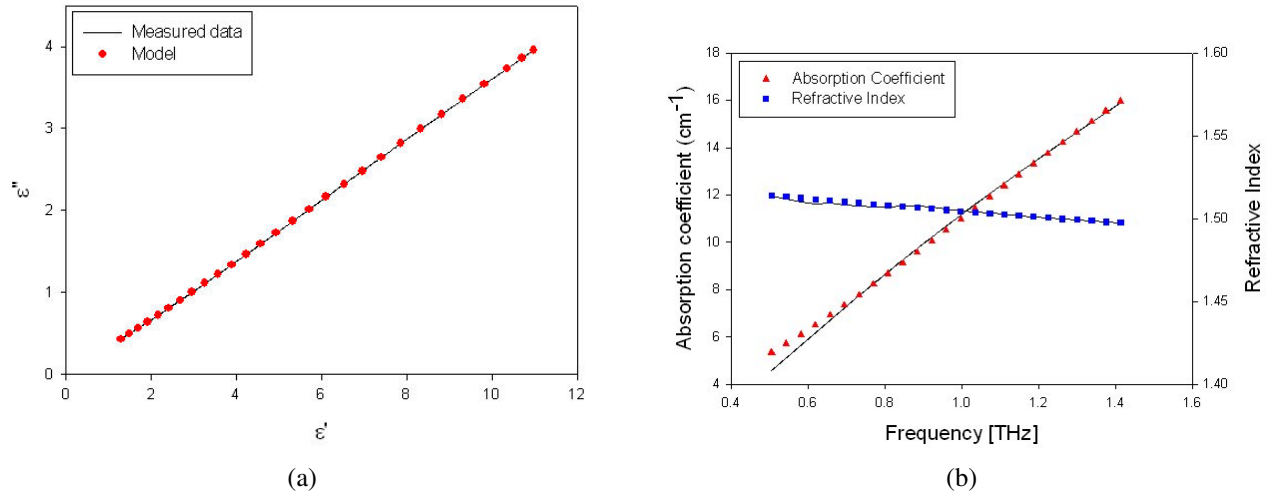 Measured data
Model
4
3
2
1
0
ε''
0 2 4 6 8 10 12
ε'
(a)
Absorption Coefficient
Refractive Index
18
16
14
12
10
8
6
4
Absorption coefficient (cm⁻¹)
1.60
1.55
1.50
1.45
1.40
Refractive Index
0.4 0.6 0.8 1.0 1.2 1.4 1.6
Frequency [THz]
(b)